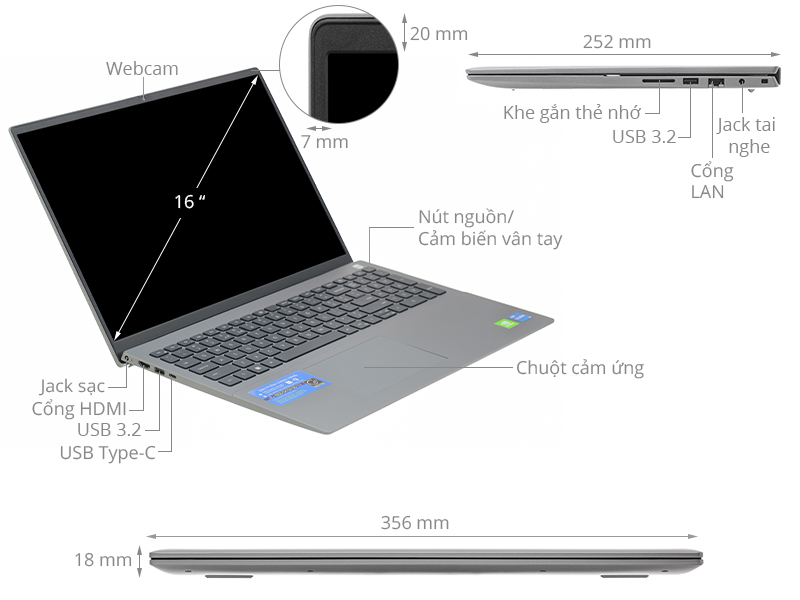 20 mm
252 mm
Webcam
Khe gắn thẻ nhớ
USB 3.2
Jack tai
nghe
7 mm
Cổng
LAN
16 “
Nút nguồn/
Cảm biến vân tay
Chuột cảm ứng
Jack sạc
Cổng HDMI
USB 3.2
USB Type-C
356 mm
18 mm